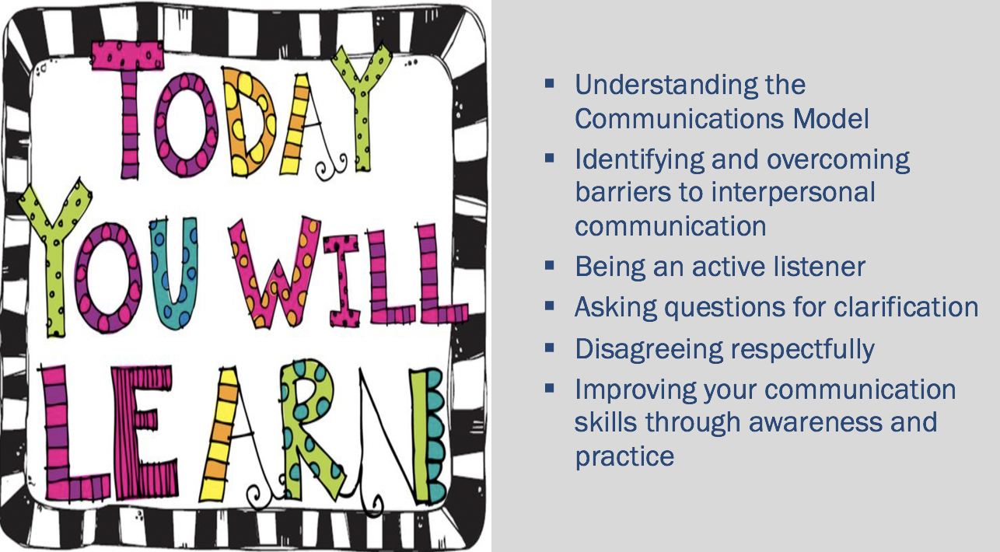 TODAY
YOU WILL
LEARN
▪ Understanding the
Communications Model
▪ Identifying and overcoming
barriers to interpersonal
communication
▪ Being an active listener
▪ Asking questions for clarification
▪ Disagreeing respectfully
▪ Improving your communication
skills through awareness and
practice